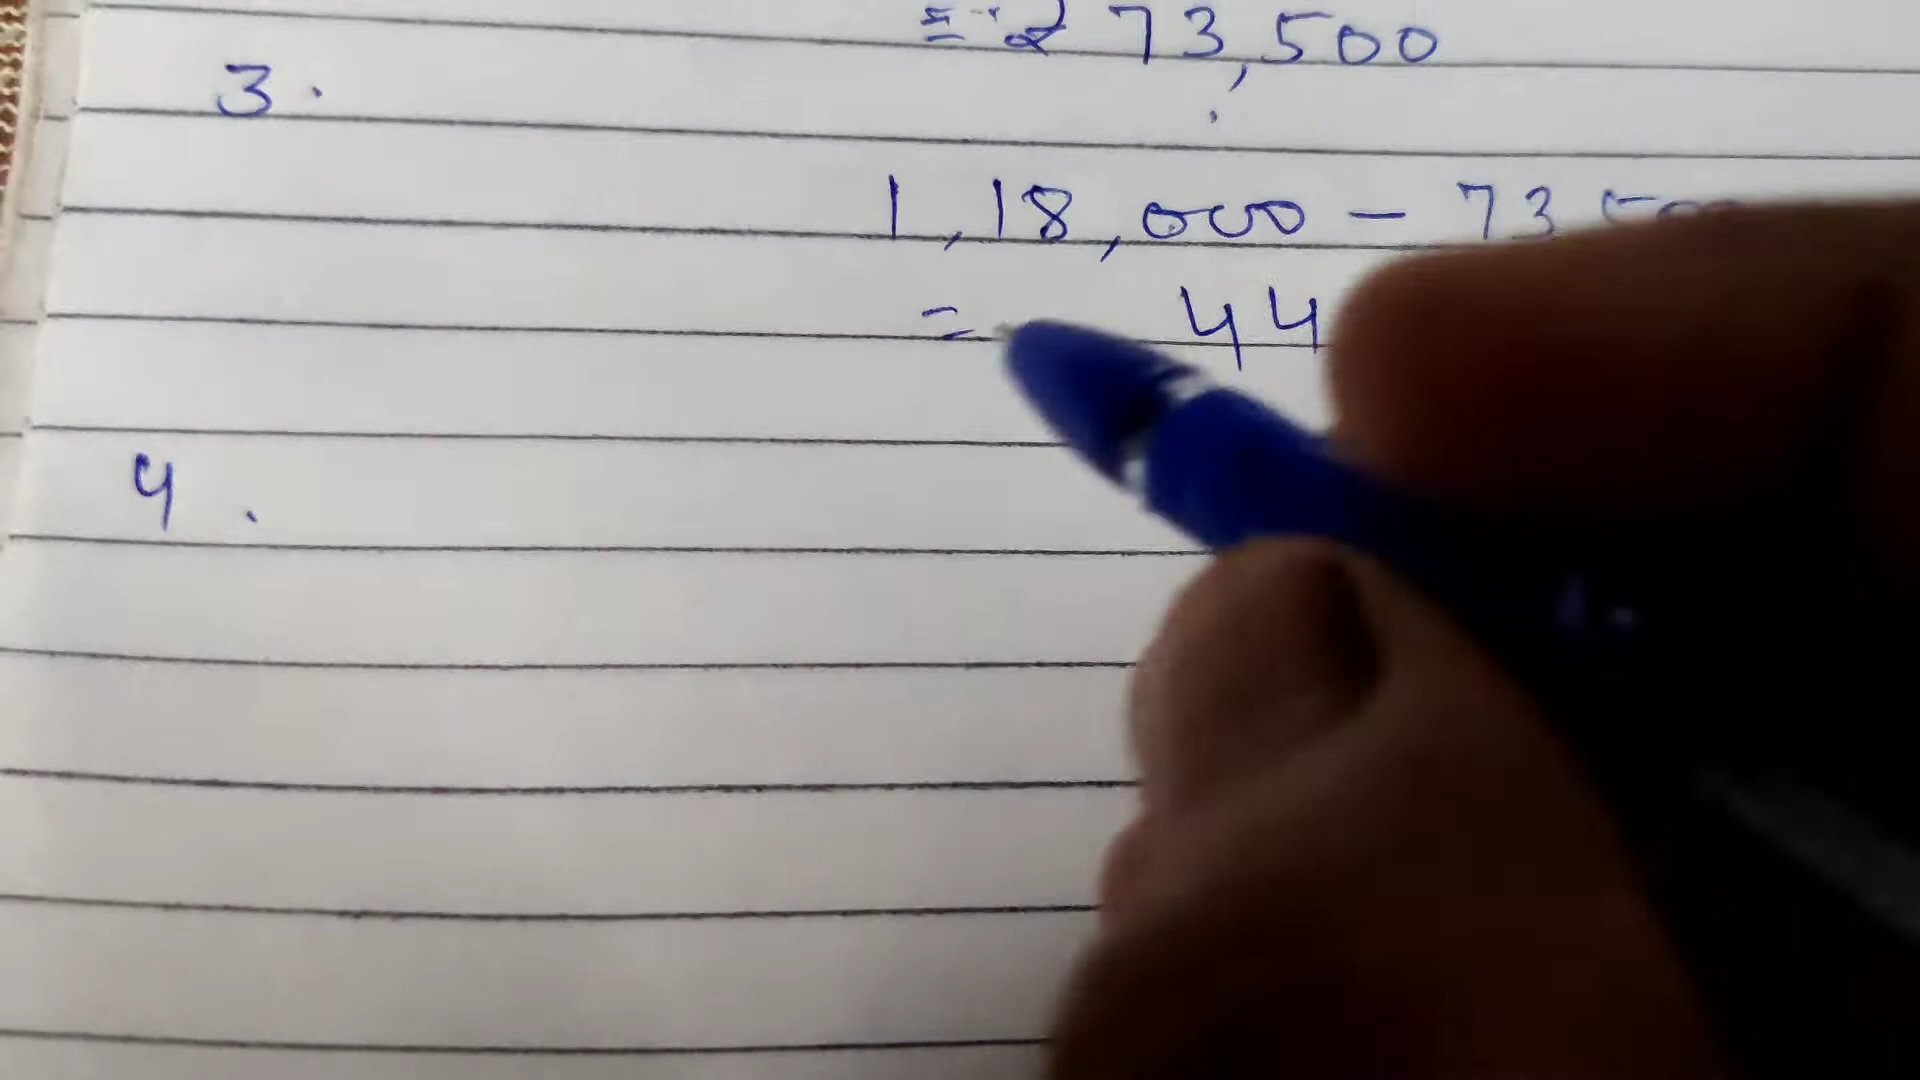 = ₹ 73,500
3.
1,18,000 - 73
= 44
4.